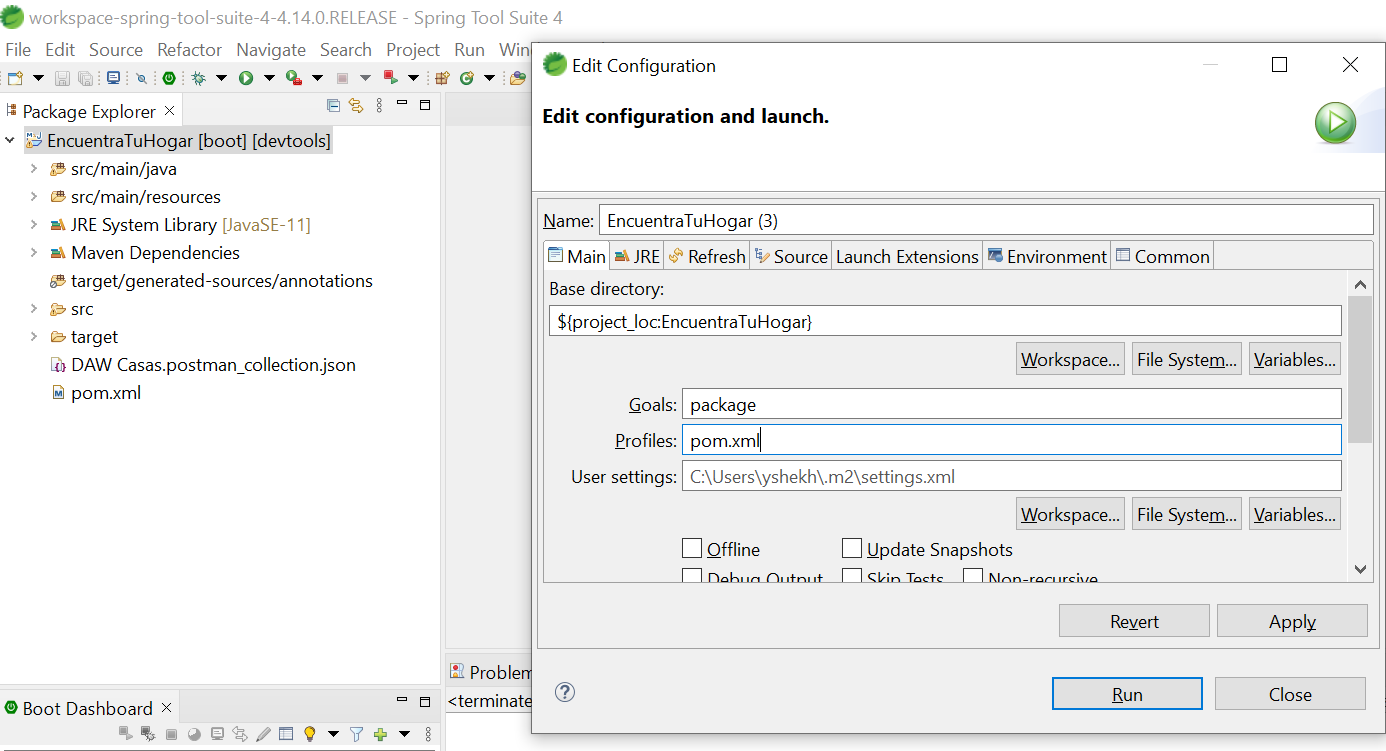 workspace-spring-tool-suite-4-4.14.0.RELEASE - Spring Tool Suite 4
File Edit Source Refactor Navigate Search Project Run
Package Explorer
EncuentraTuHogar [boot] [devtools]
src/main/java
src/main/resources
JRE System Library [JavaSE-11]
Maven Dependencies
target/generated-sources/annotations
src
target
DAW Casas.postman_collection.json
pom.xml
Boot Dashboard
Problem
<terminate
Edit Configuration
Edit configuration and launch.
Name: EncuentraTuHogar (3)
Main JRE Refresh Source Launch Extensions Environment Common
Base directory:
${project_loc:EncuentraTuHogar}
Workspace... File System... Variables...
Goals: package
Profiles: pom.xml
User settings: C:\Users\yshekh\.m2\settings.xml
Workspace... File System... Variables...
Offline Update Snapshots
Debug Output Skip Tests Non-recursive
Revert Apply
Run Close